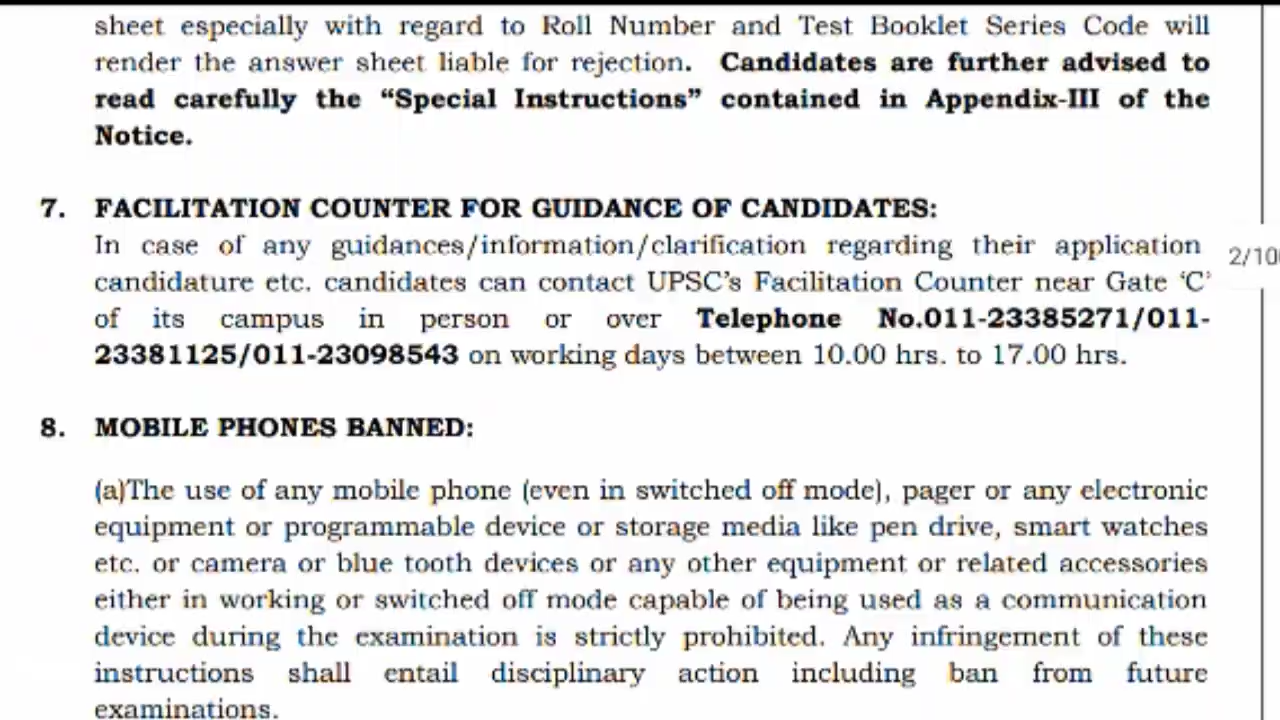 sheet especially with regard to Roll Number and Test Booklet Series Code will
render the answer sheet liable for rejection. Candidates are further advised to
read carefully the “Special Instructions” contained in Appendix-III of the
Notice.
7. FACILITATION COUNTER FOR GUIDANCE OF CANDIDATES:
In case of any guidances/information/clarification regarding their application
candidature etc. candidates can contact UPSC’s Facilitation Counter near Gate ‘C’
of its campus in person or over Telephone No.011-23385271/011-
23381125/011-23098543 on working days between 10.00 hrs. to 17.00 hrs.
2/10
8. MOBILE PHONES BANNED:
(a)The use of any mobile phone (even in switched off mode), pager or any electronic
equipment or programmable device or storage media like pen drive, smart watches
etc. or camera or blue tooth devices or any other equipment or related accessories
either in working or switched off mode capable of being used as a communication
device during the examination is strictly prohibited. Any infringement of these
instructions shall entail disciplinary action including ban from future
examinations.